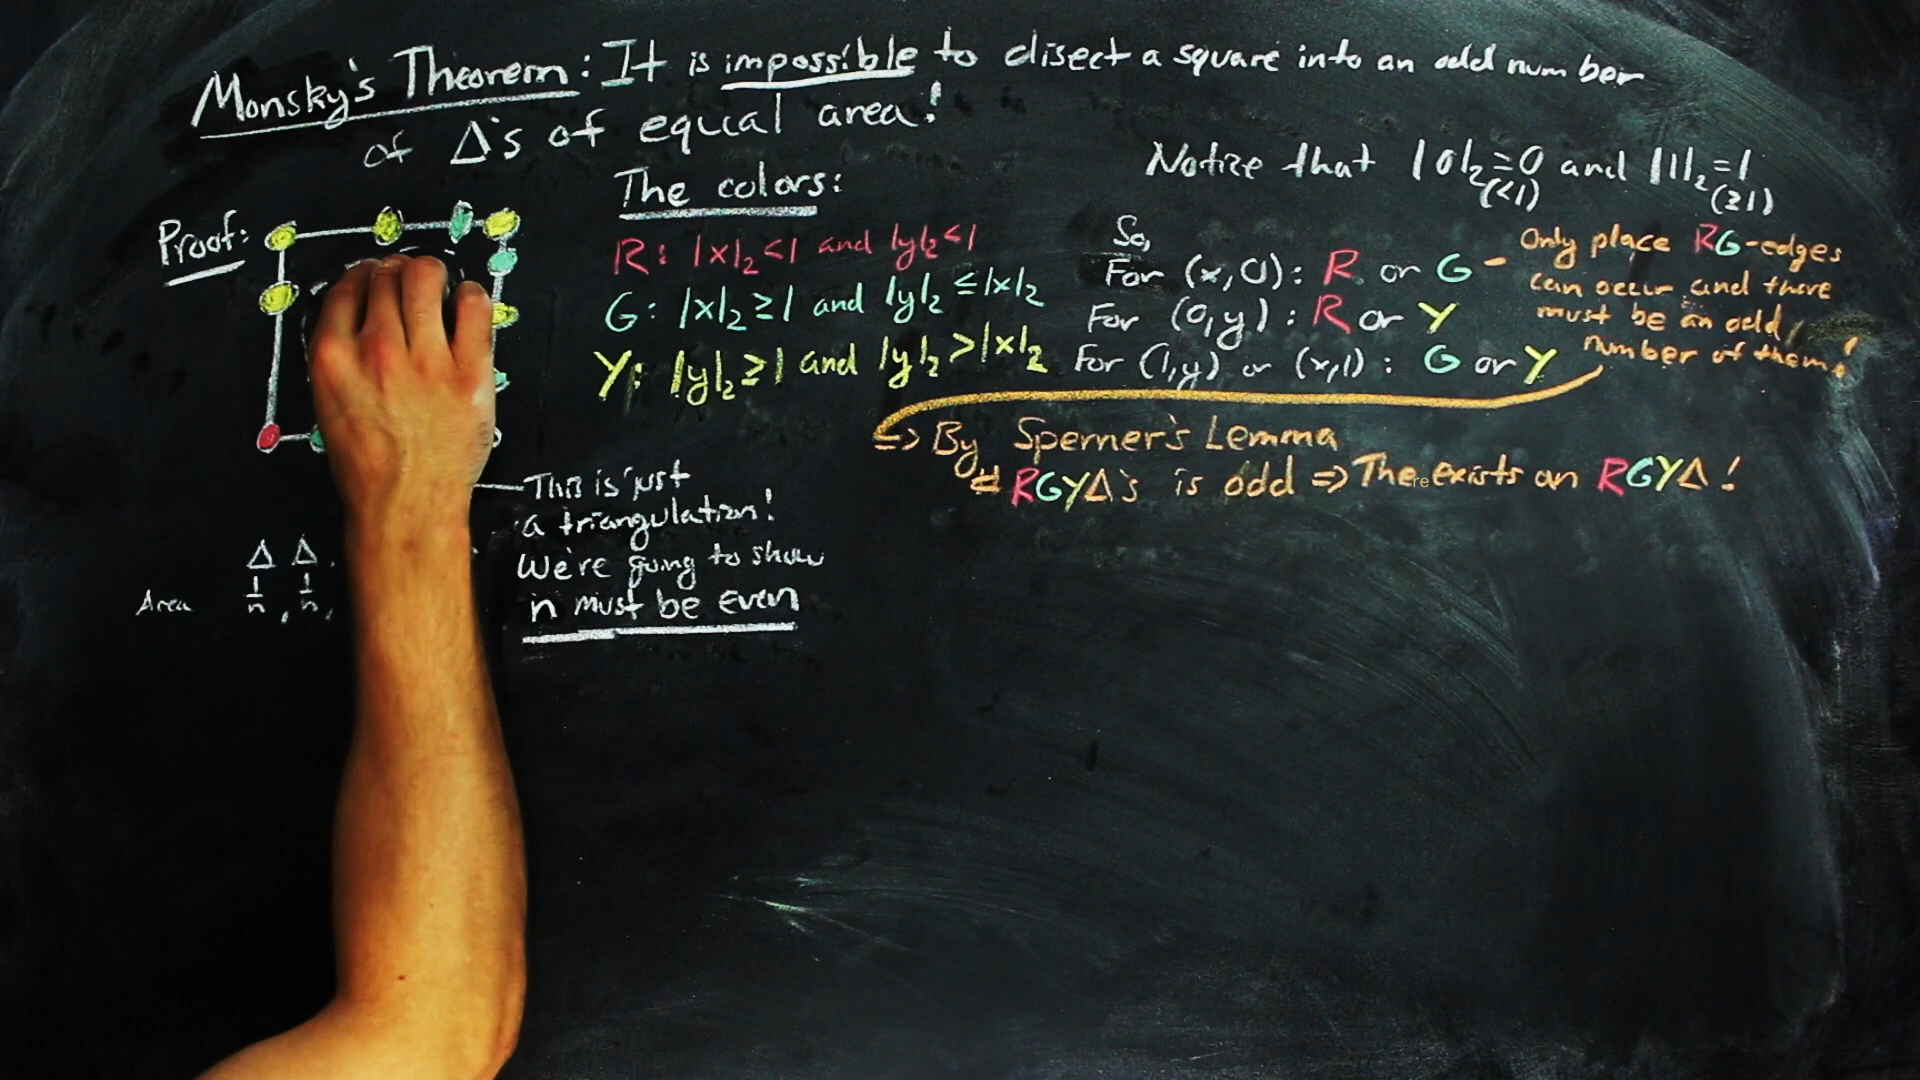 Monsky's Theorem: It is impossible to disect a square into an odd number
of Δ's of equal area!
Proof:
The colors:
R: |x|₂<1 and |y|₂<1
G: |x|₂≥1 and |y|₂≤|x|₂
Y: |y|₂≥1 and |y|₂>|x|₂
Notice that |0|₂=0 and |1|₂=1
(<1) (≥1)
So,
For (x,0): R or G - Only place RG-edges
can occur and there
must be an odd
number of them!
For (0,y): R or Y
For (1,y) or (x,1): G or Y
=> By Sperner's Lemma
# RGYΔ's is odd => There exists an RGYΔ!
This is just
a triangulation!
We're going to show
n must be even
Δ Δ.
Area 1/n, 1/n,